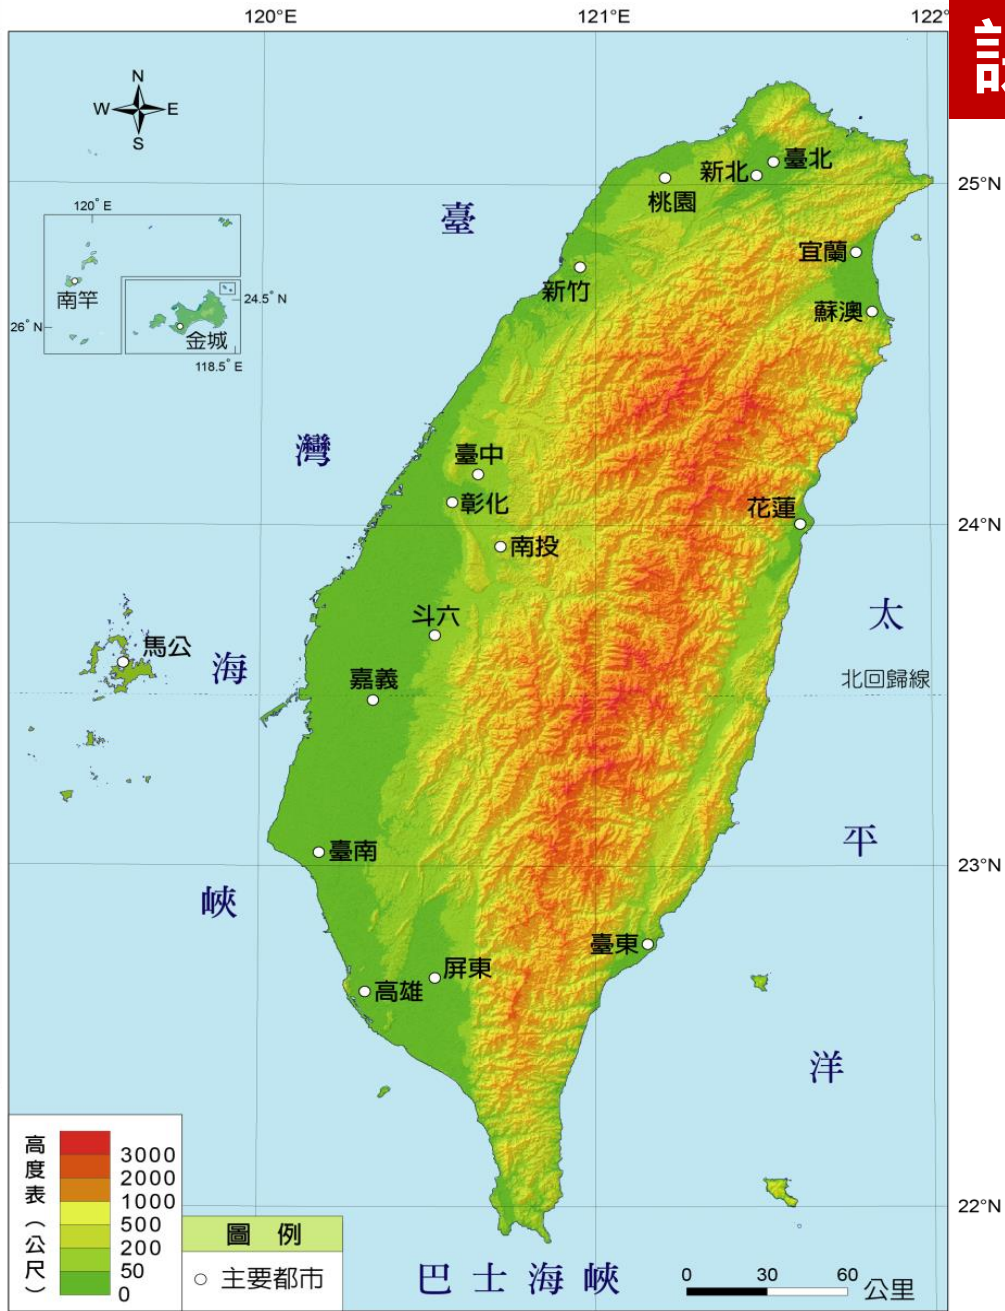 120°E 121°E 122°
N
W E
S
臺
灣
海
峽
太
平
洋
巴士海峽
120° E
南竿
26° N
24.5° N
金城
118.5° E
臺北
新北
桃園
25°N
宜蘭
新竹
蘇澳
臺中
彰化
花蓮
24°N
南投
斗六
馬公
嘉義
北回歸線
臺南
23°N
臺東
屏東
高雄
22°N
高度表（公尺）
3000
2000
1000
500
200
50
0
圖例
主要都市
0 30 60 公里